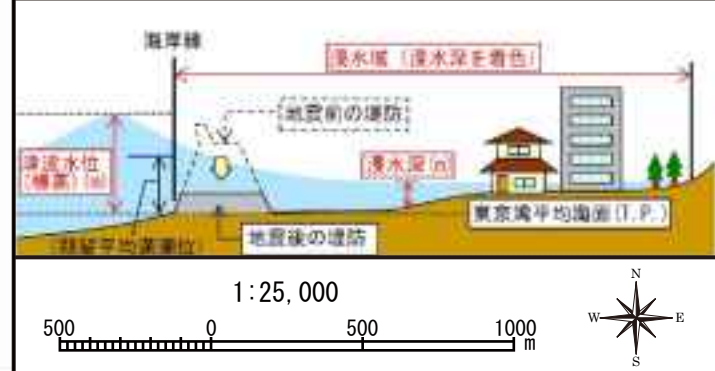 海岸線
浸水域（浸水深を着色）
地震前の堤防
津波水位
（標高）(m)
浸水深(m)
東京湾平均海面(T.P.)
地震後の堤防
1:25,000
500 0 500 1000 m
N
W E
S